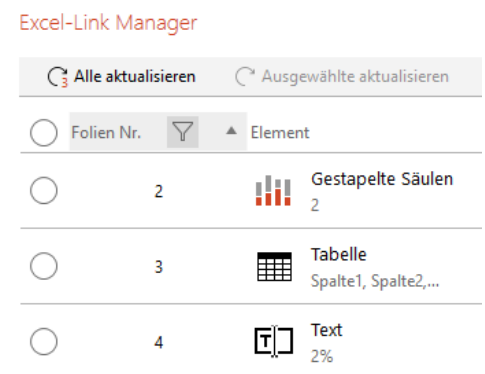 Excel-Link Manager
3 Alle aktualisieren Ausgewählte aktualisieren
Folien Nr. Element
2 Gestapelte Säulen
2
3 Tabelle
Spalte1, Spalte2,...
4 T Text
2%